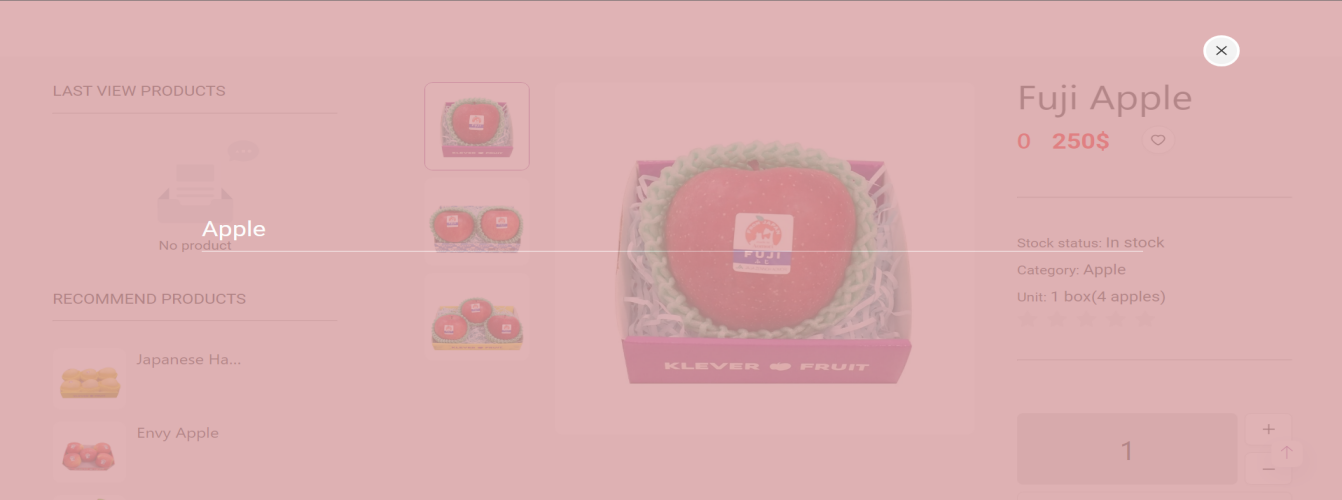 LAST VIEW PRODUCTS
No product
Apple
RECOMMEND PRODUCTS
Japanese Ha...
Envy Apple
FUJI
KLEVER FRUIT
Fuji Apple
0 250$
Stock status: In stock
Category: Apple
Unit: 1 box(4 apples)
1